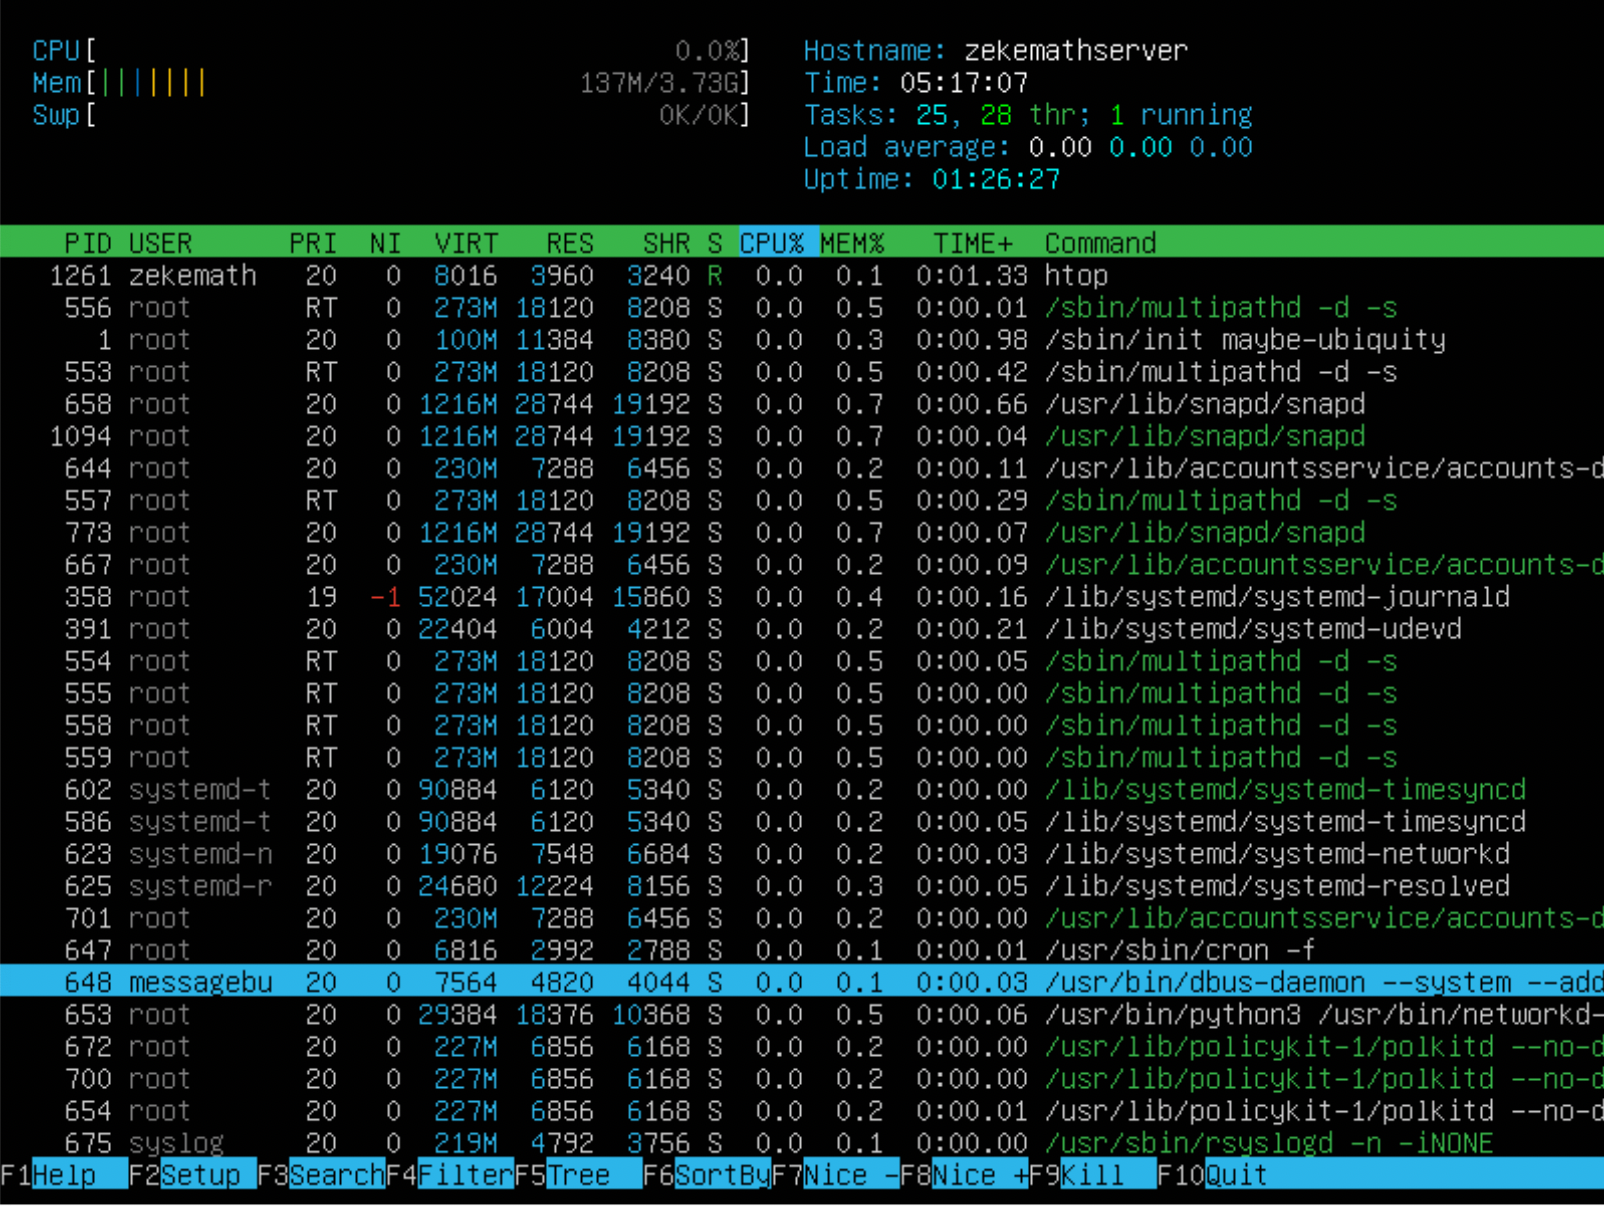 CPU[ 0.0%] Hostname: zekemathserver
Mem[||||||| 137M/3.73G] Time: 05:17:07
Swp[ 0K/0K] Tasks: 25, 28 thr; 1 running
Load average: 0.00 0.00 0.00
Uptime: 01:26:27
PID USER PRI NI VIRT RES SHR S CPU% MEM% TIME+ Command
1261 zekemath 20 0 8016 3960 3240 R 0.0 0.1 0:01.33 htop
556 root RT 0 273M 18120 8208 S 0.0 0.5 0:00.01 /sbin/multipathd -d -s
1 root 20 0 100M 11384 8380 S 0.0 0.3 0:00.98 /sbin/init maybe-ubiquity
553 root RT 0 273M 18120 8208 S 0.0 0.5 0:00.42 /sbin/multipathd -d -s
658 root 20 0 1216M 28744 19192 S 0.0 0.7 0:00.66 /usr/lib/snapd/snapd
1094 root 20 0 1216M 28744 19192 S 0.0 0.7 0:00.04 /usr/lib/snapd/snapd
644 root 20 0 230M 7288 6456 S 0.0 0.2 0:00.11 /usr/lib/accountsservice/accounts-d
557 root RT 0 273M 18120 8208 S 0.0 0.5 0:00.29 /sbin/multipathd -d -s
773 root 20 0 1216M 28744 19192 S 0.0 0.7 0:00.07 /usr/lib/snapd/snapd
667 root 20 0 230M 7288 6456 S 0.0 0.2 0:00.09 /usr/lib/accountsservice/accounts-d
358 root 19 -1 52024 17004 15860 S 0.0 0.4 0:00.16 /lib/systemd/systemd-journald
391 root 20 0 22404 6004 4212 S 0.0 0.2 0:00.21 /lib/systemd/systemd-udevd
554 root RT 0 273M 18120 8208 S 0.0 0.5 0:00.05 /sbin/multipathd -d -s
555 root RT 0 273M 18120 8208 S 0.0 0.5 0:00.00 /sbin/multipathd -d -s
558 root RT 0 273M 18120 8208 S 0.0 0.5 0:00.00 /sbin/multipathd -d -s
559 root RT 0 273M 18120 8208 S 0.0 0.5 0:00.00 /sbin/multipathd -d -s
602 systemd-t 20 0 90884 6120 5340 S 0.0 0.2 0:00.00 /lib/systemd/systemd-timesyncd
586 systemd-t 20 0 90884 6120 5340 S 0.0 0.2 0:00.05 /lib/systemd/systemd-timesyncd
623 systemd-n 20 0 19076 7548 6684 S 0.0 0.2 0:00.03 /lib/systemd/systemd-networkd
625 systemd-r 20 0 24680 12224 8156 S 0.0 0.3 0:00.05 /lib/systemd/systemd-resolved
701 root 20 0 230M 7288 6456 S 0.0 0.2 0:00.00 /usr/lib/accountsservice/accounts-d
647 root 20 0 6816 2992 2788 S 0.0 0.1 0:00.01 /usr/sbin/cron -f
648 messagebu 20 0 7564 4820 4044 S 0.0 0.1 0:00.03 /usr/bin/dbus-daemon --system --add
653 root 20 0 29384 18376 10368 S 0.0 0.5 0:00.06 /usr/bin/python3 /usr/bin/networkd-
672 root 20 0 227M 6856 6168 S 0.0 0.2 0:00.00 /usr/lib/policykit-1/polkitd --no-d
700 root 20 0 227M 6856 6168 S 0.0 0.2 0:00.00 /usr/lib/policykit-1/polkitd --no-d
654 root 20 0 227M 6856 6168 S 0.0 0.2 0:00.01 /usr/lib/policykit-1/polkitd --no-d
675 syslog 20 0 219M 4792 3756 S 0.0 0.1 0:00.00 /usr/sbin/rsyslogd -n -iNONE
F1Help F2Setup F3SearchF4FilterF5Tree F6SortByF7Nice -F8Nice +F9Kill F10Quit